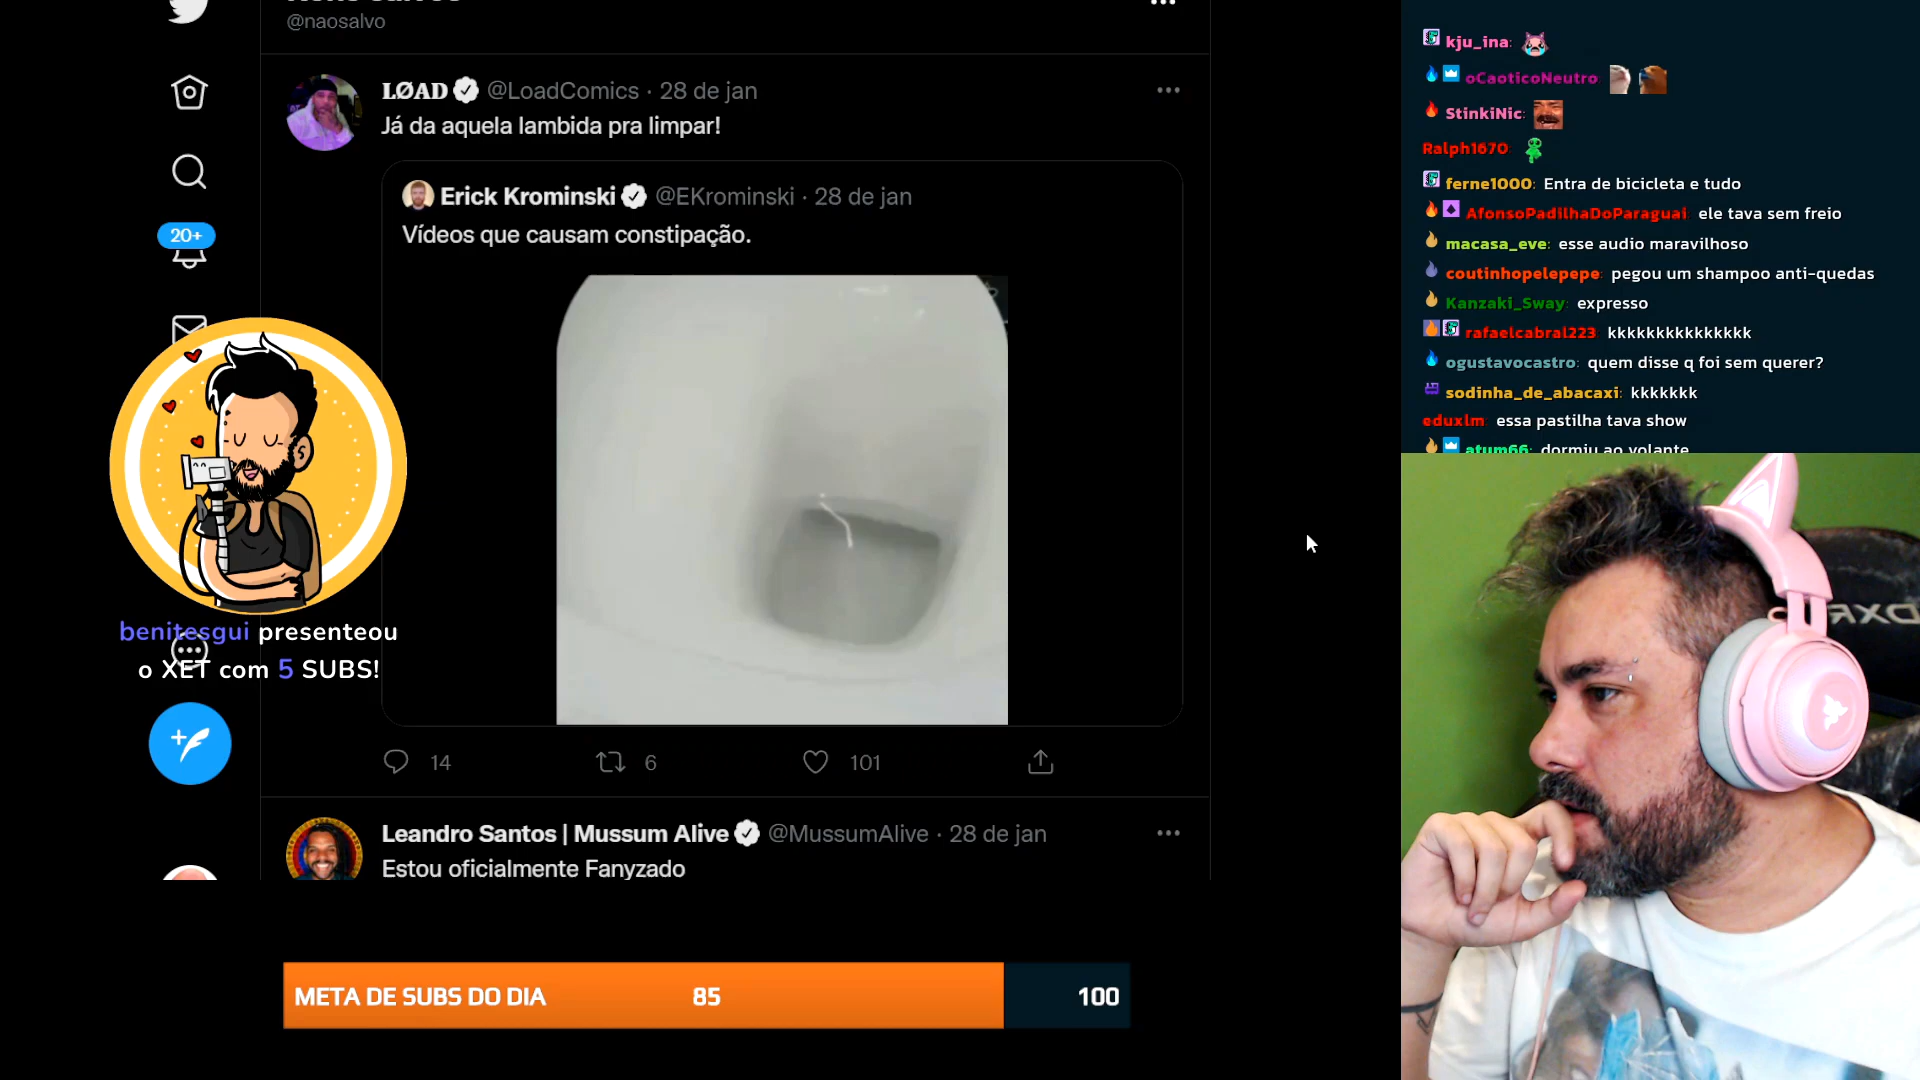 @naosalvo
LØAD @LoadComics · 28 de jan
Já da aquela lambida pra limpar!
Erick Krominski @EKrominski · 28 de jan
Vídeos que causam constipação.
20+
benitesgui presenteou
o XET com 5 SUBS!
14
6
101
Leandro Santos | Mussum Alive @MussumAlive · 28 de jan
Estou oficialmente Fanyzado
META DE SUBS DO DIA 85 100
kju_ina:
oCaoticoNeutro:
StinkiNic:
Ralph1670:
ferne1000: Entra de bicicleta e tudo
AfonsoPadilhaDoParaguai: ele tava sem freio
macasa_eve: esse audio maravilhoso
coutinhopelepepe: pegou um shampoo anti-quedas
Kanzaki_Sway: expresso
rafaelcabral223: kkkkkkkkkkkkkkk
ogustavocastro: quem disse q foi sem querer?
sodinha_de_abacaxi: kkkkkkk
eduxlm: essa pastilha tava show
atum66: dormiu ao volante